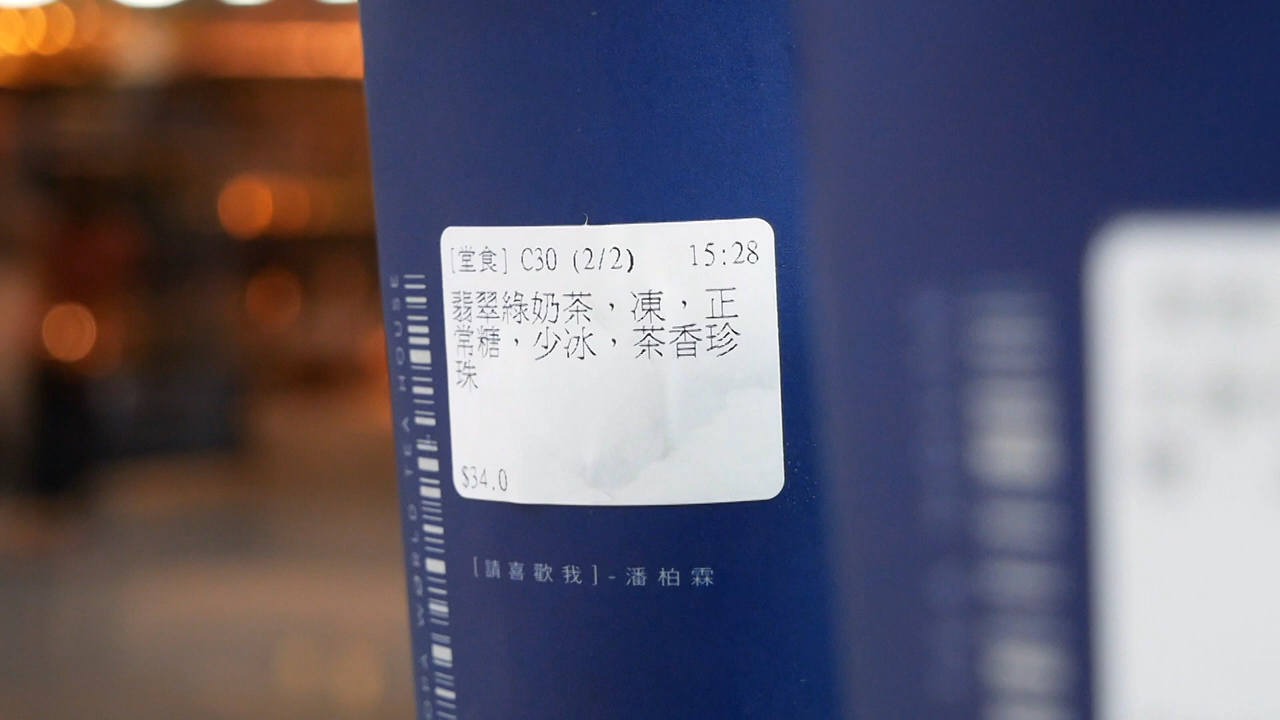 [堂食] C30 (2/2) 15:28
翡翠綠奶茶，凍，正
常糖，少冰，茶香珍
珠
$34.0
[請喜歡我]-潘柏霖